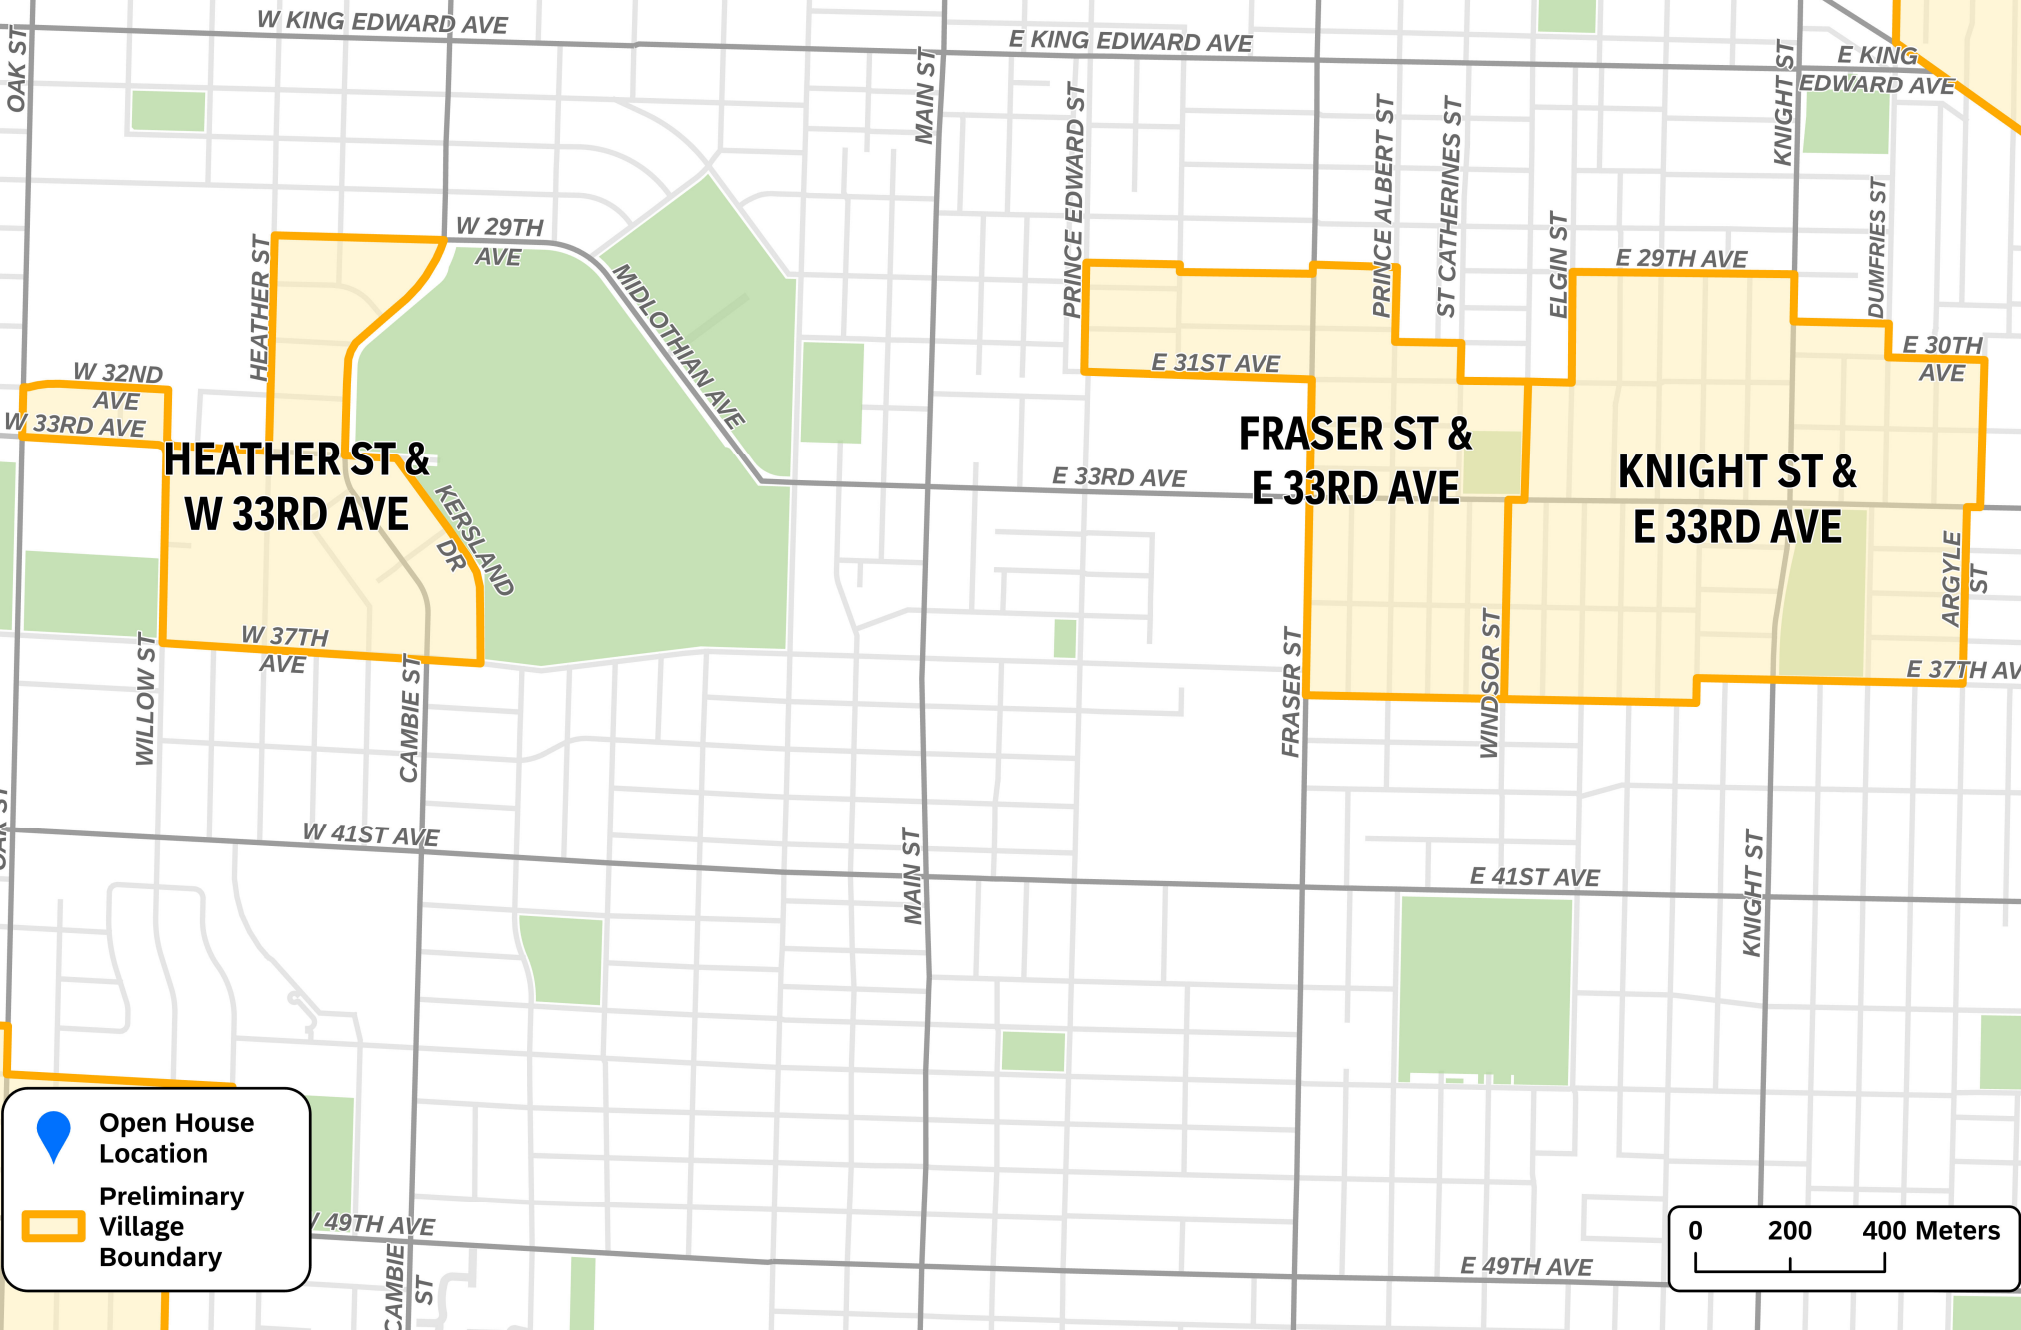 W KING EDWARD AVE
E KING EDWARD AVE
E KING
EDWARD AVE
OAK ST
MAIN ST
PRINCE EDWARD ST
PRINCE ALBERT ST
ST CATHERINES ST
KNIGHT ST
DUMFRIES ST
ELGIN ST
HEATHER ST
W 29TH
AVE
E 29TH AVE
MIDLOTHIAN AVE
E 30TH
AVE
E 31ST AVE
W 32ND
AVE
W 33RD AVE
HEATHER ST &
W 33RD AVE
FRASER ST &
E 33RD AVE
KNIGHT ST &
E 33RD AVE
E 33RD AVE
KERSLAND
DR
ARGYLE
ST
W 37TH
AVE
E 37TH AV
WILLOW ST
CAMBIE ST
FRASER ST
WINDSOR ST
OAK ST
W 41ST AVE
MAIN ST
E 41ST AVE
KNIGHT ST
Open House
Location
Preliminary
Village
Boundary
W 49TH AVE
CAMBIE
ST
E 49TH AVE
0 200 400 Meters